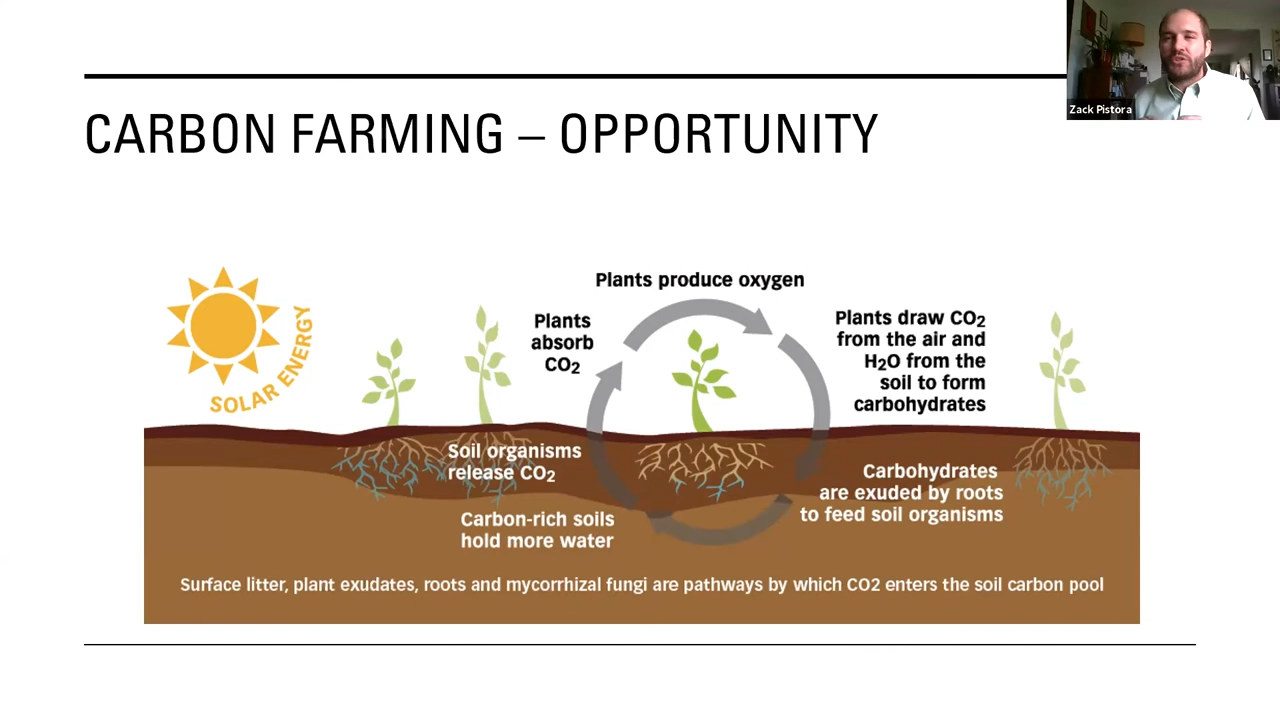 Zack Pistora
CARBON FARMING – OPPORTUNITY
SOLAR ENERGY
Plants produce oxygen
Plants
absorb
CO2
Plants draw CO2
from the air and
H2O from the
soil to form
carbohydrates
Soil organisms
release CO2
Carbohydrates
are exuded by roots
to feed soil organisms
Carbon-rich soils
hold more water
Surface litter, plant exudates, roots and mycorrhizal fungi are pathways by which CO2 enters the soil carbon pool